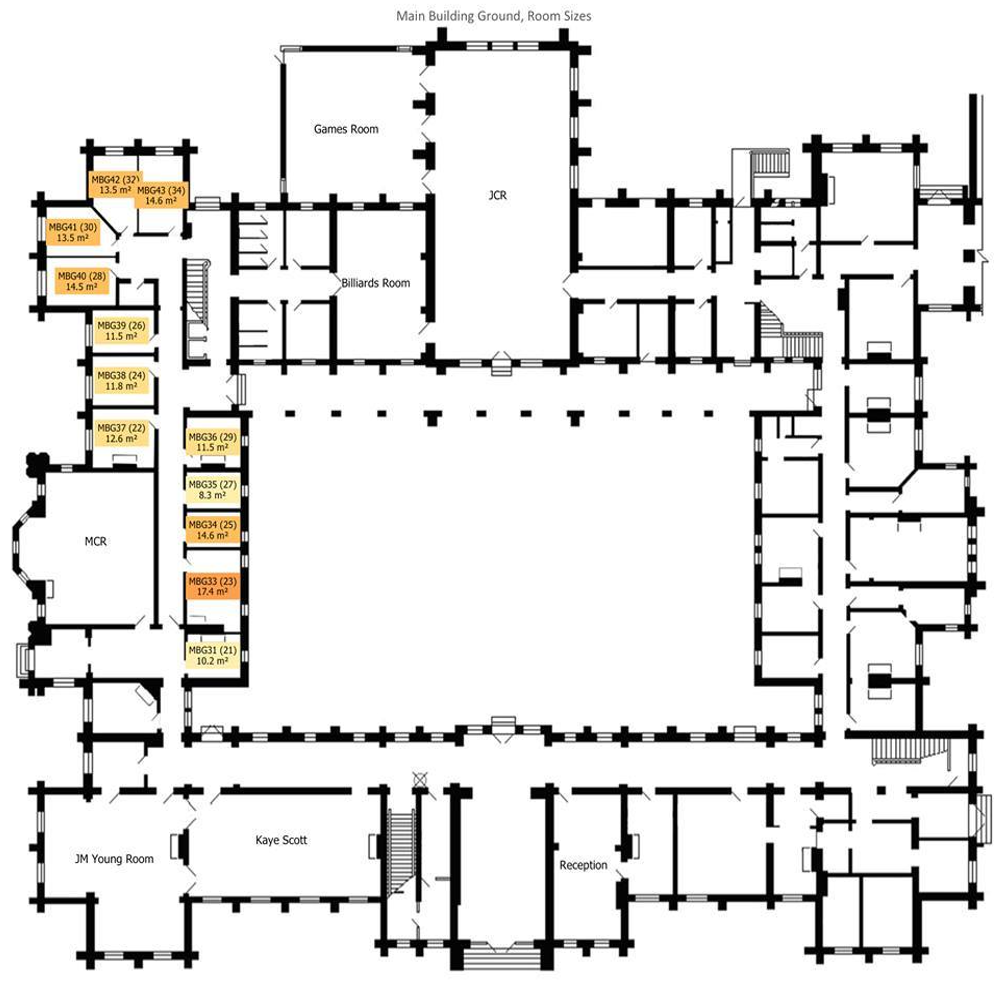 Main Building Ground, Room Sizes
Games Room
JCR
MBG42 (32)
13.5 m²
MBG43 (34)
14.6 m²
MBG41 (30)
13.5 m²
MBG40 (28)
14.5 m²
Billiards Room
MBG39 (26)
11.5 m²
MBG38 (24)
11.8 m²
MBG37 (22)
12.6 m²
MBG36 (29)
11.5 m²
MBG35 (27)
8.3 m²
MBG34 (25)
14.6 m²
MCR
MBG33 (23)
17.4 m²
MBG31 (21)
10.2 m²
JM Young Room
Kaye Scott
Reception